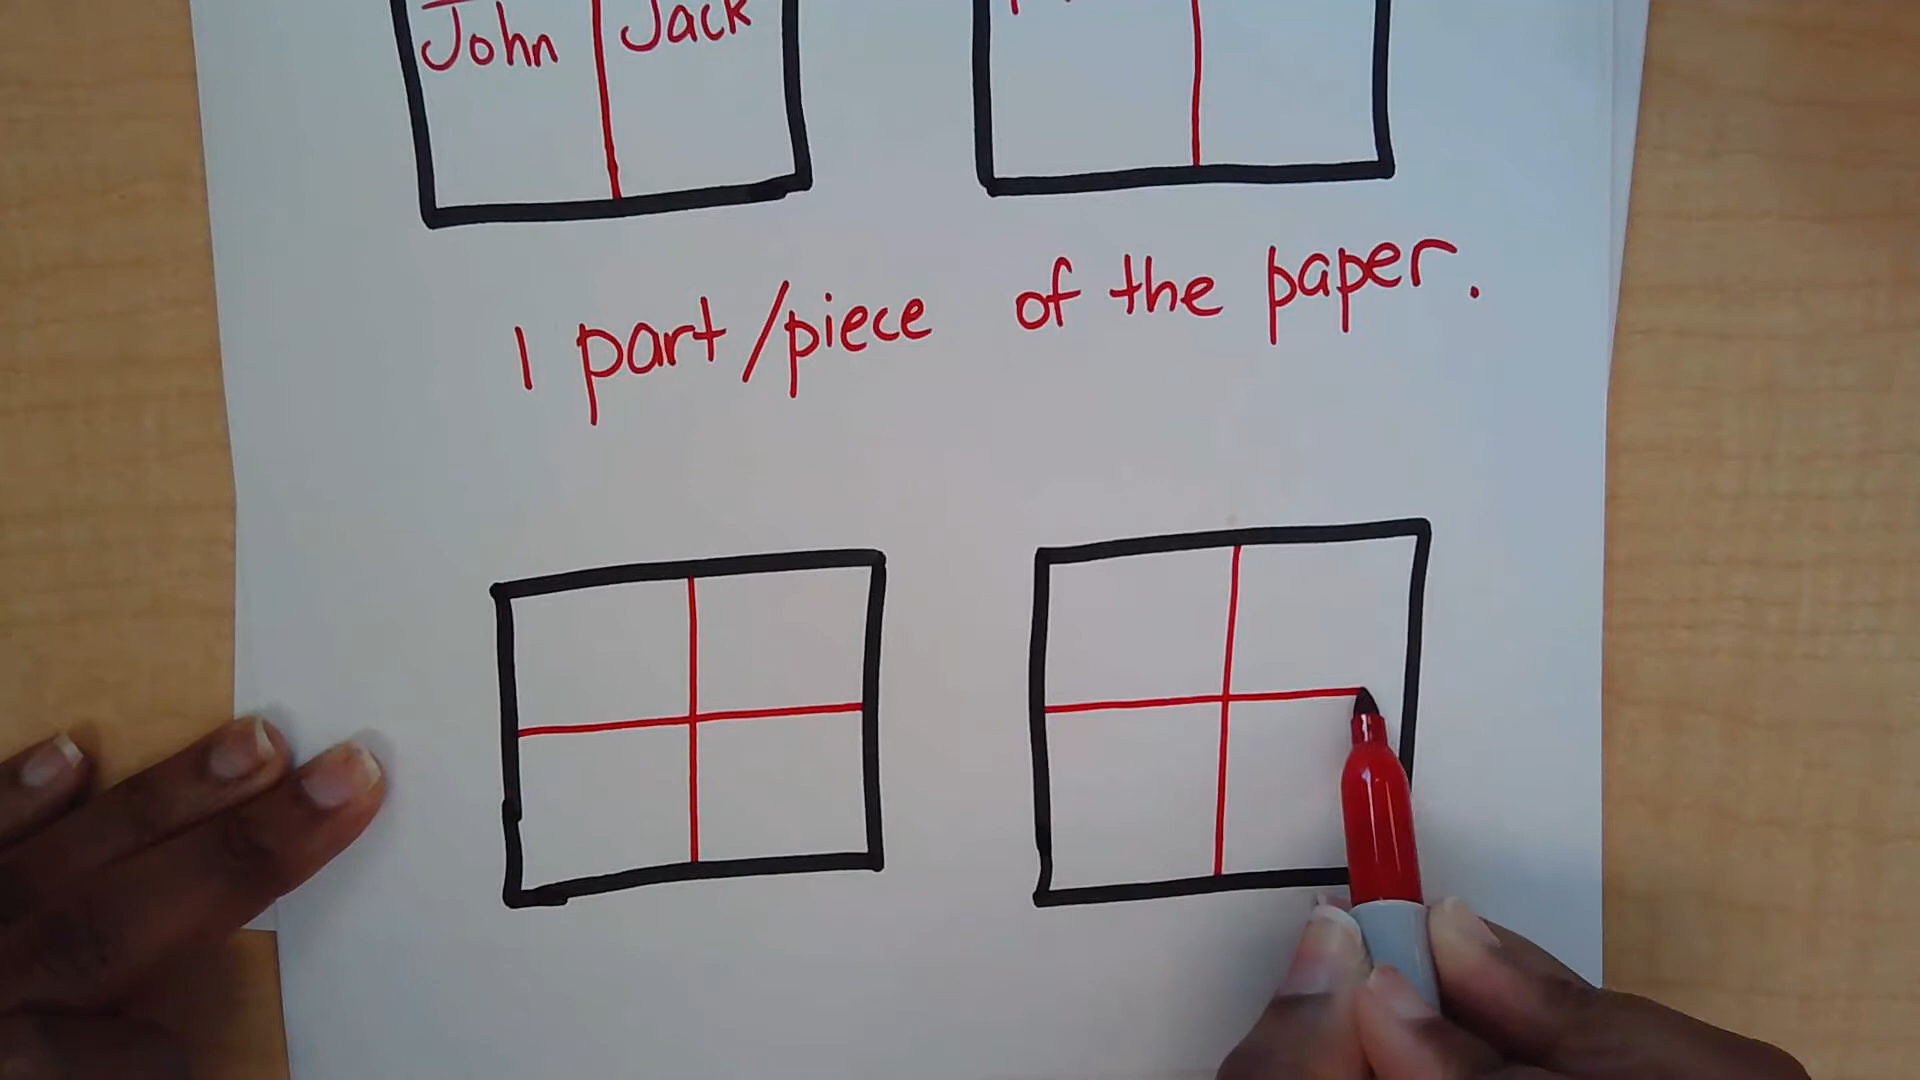 John Jack
1 part/piece of the paper.